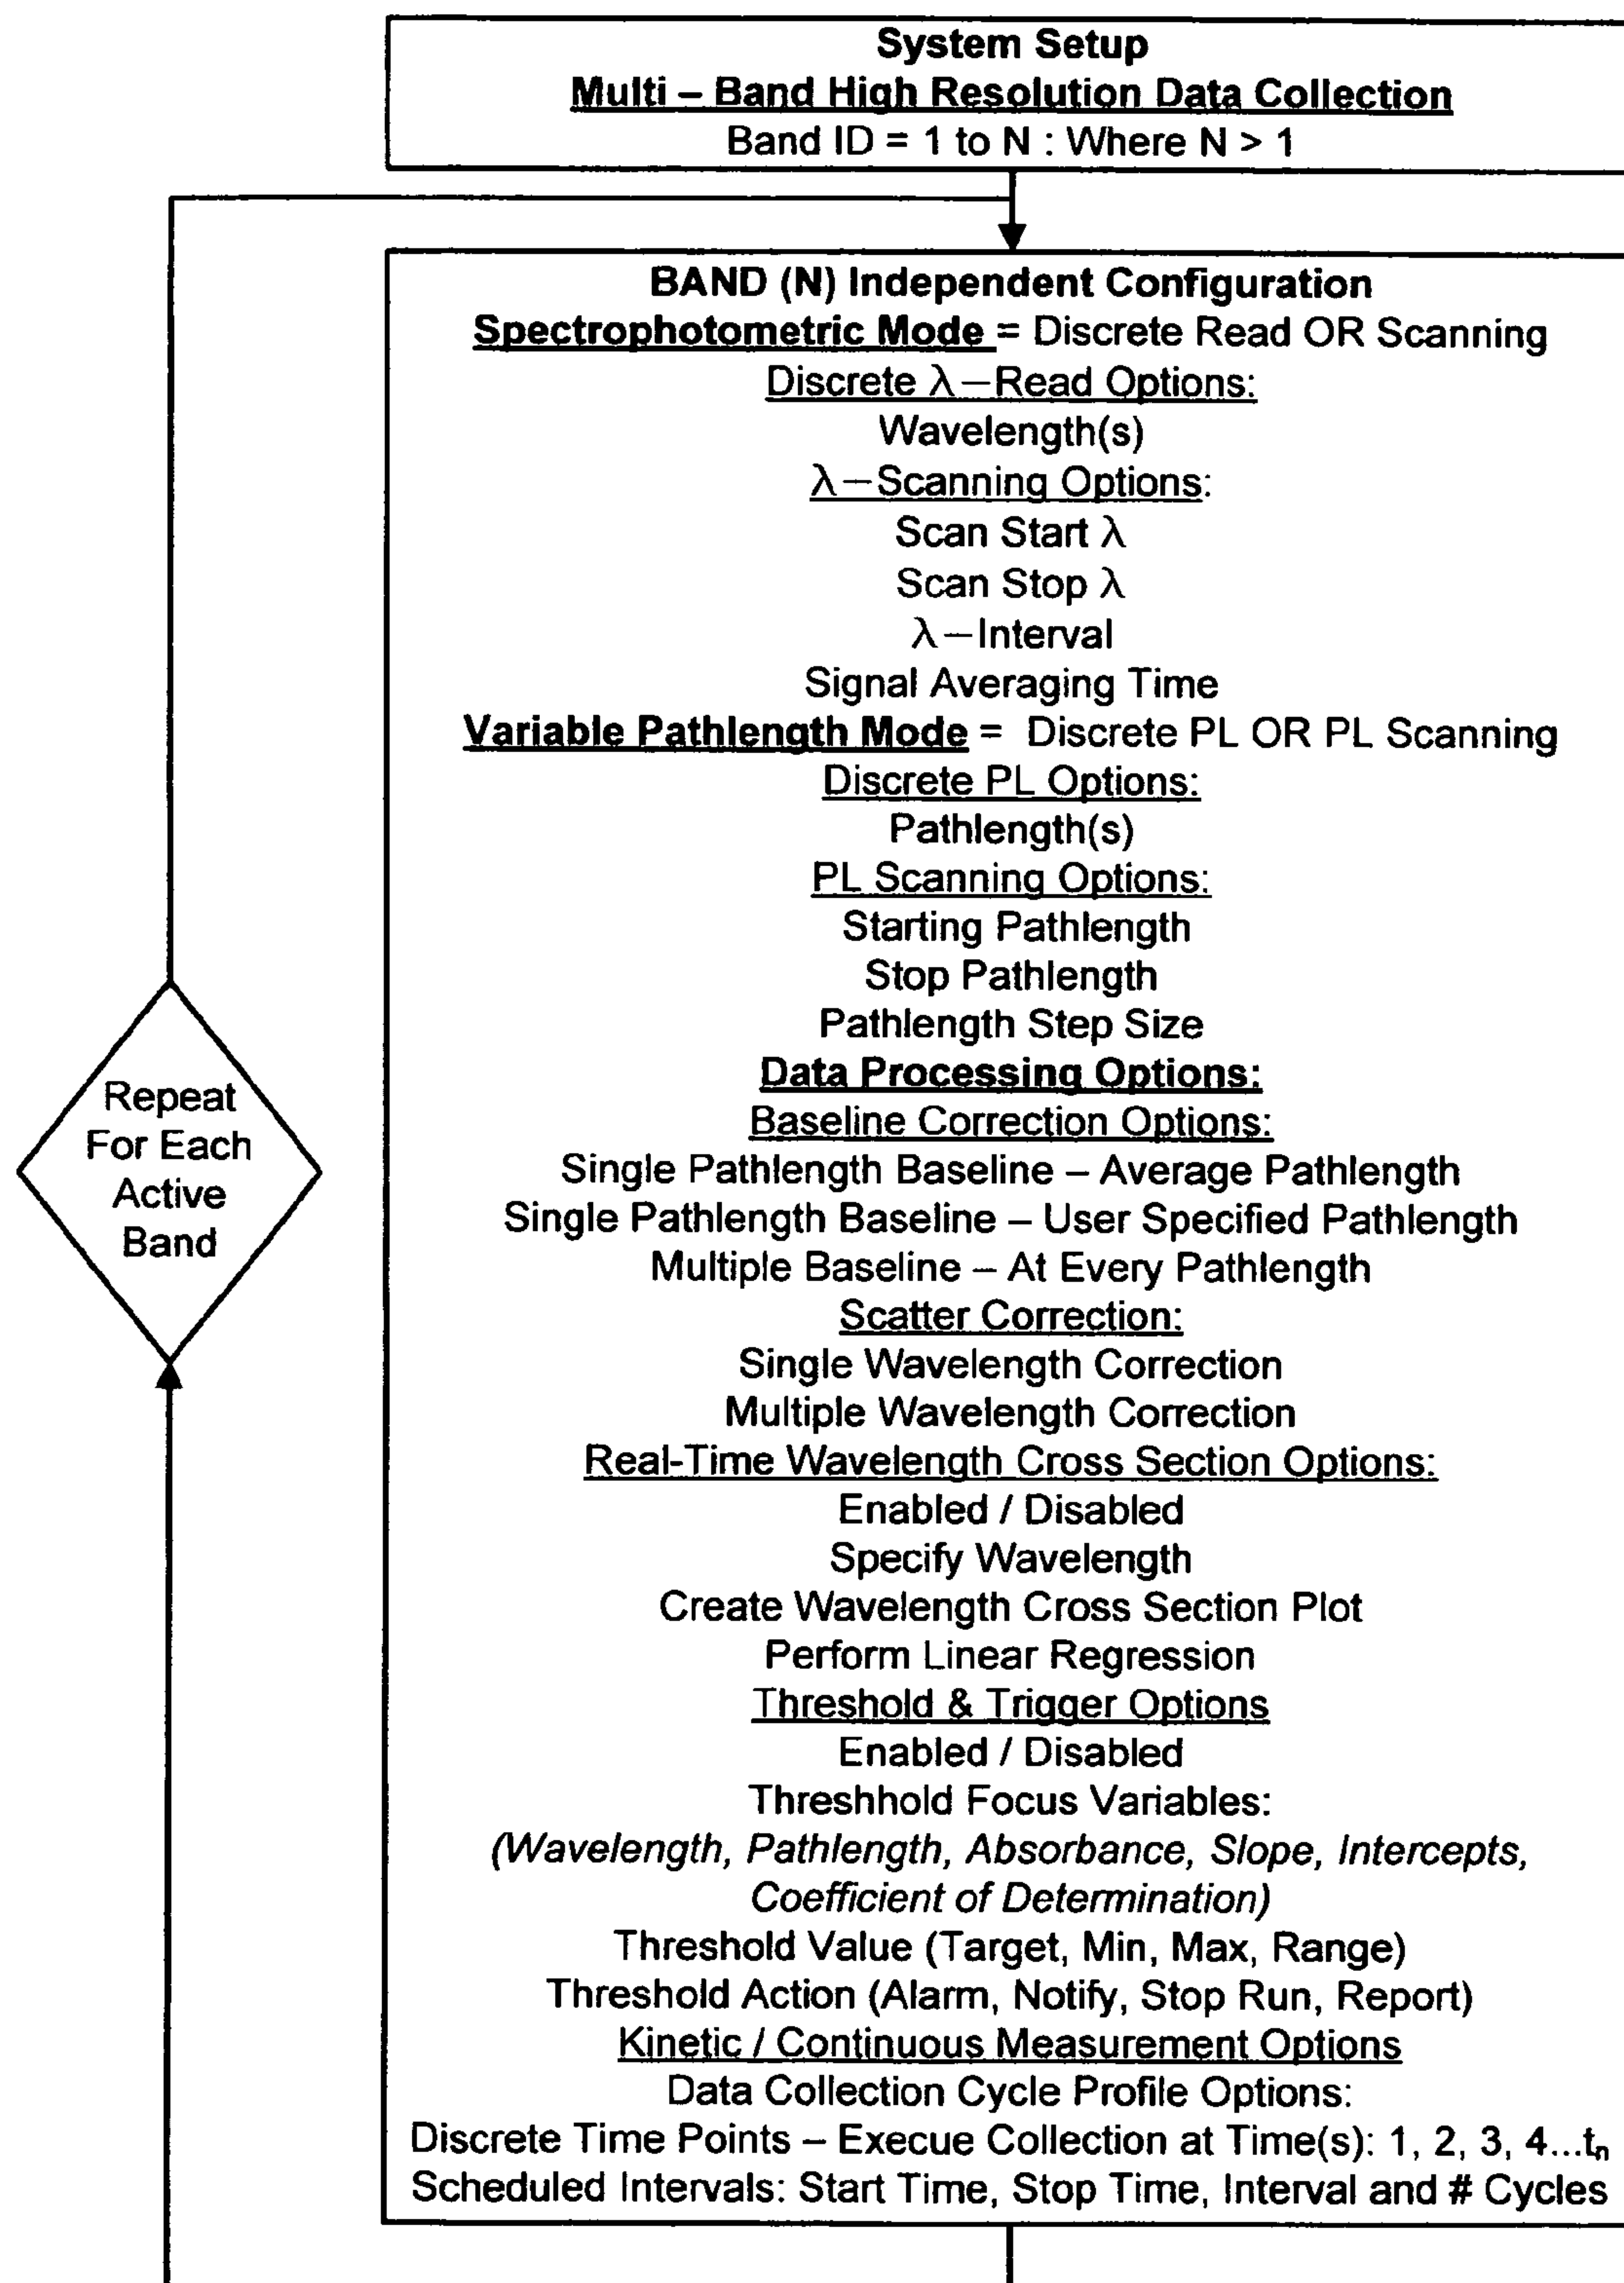 System Setup
Multi – Band High Resolution Data Collection
Band ID = 1 to N : Where N > 1
BAND (N) Independent Configuration
Spectrophotometric Mode = Discrete Read OR Scanning
Discrete λ–Read Options:
Wavelength(s)
λ–Scanning Options:
Scan Start λ
Scan Stop λ
λ–Interval
Signal Averaging Time
Variable Pathlength Mode = Discrete PL OR PL Scanning
Discrete PL Options:
Pathlength(s)
PL Scanning Options:
Starting Pathlength
Stop Pathlength
Pathlength Step Size
Data Processing Options:
Baseline Correction Options:
Single Pathlength Baseline – Average Pathlength
Single Pathlength Baseline – User Specified Pathlength
Multiple Baseline – At Every Pathlength
Scatter Correction:
Single Wavelength Correction
Multiple Wavelength Correction
Real-Time Wavelength Cross Section Options:
Enabled / Disabled
Specify Wavelength
Create Wavelength Cross Section Plot
Perform Linear Regression
Threshold & Trigger Options
Enabled / Disabled
Threshhold Focus Variables:
(Wavelength, Pathlength, Absorbance, Slope, Intercepts,
Coefficient of Determination)
Threshold Value (Target, Min, Max, Range)
Threshold Action (Alarm, Notify, Stop Run, Report)
Kinetic / Continuous Measurement Options
Data Collection Cycle Profile Options:
Discrete Time Points – Execue Collection at Time(s): 1, 2, 3, 4...tn
Scheduled Intervals: Start Time, Stop Time, Interval and # Cycles
Repeat
For Each
Active
Band